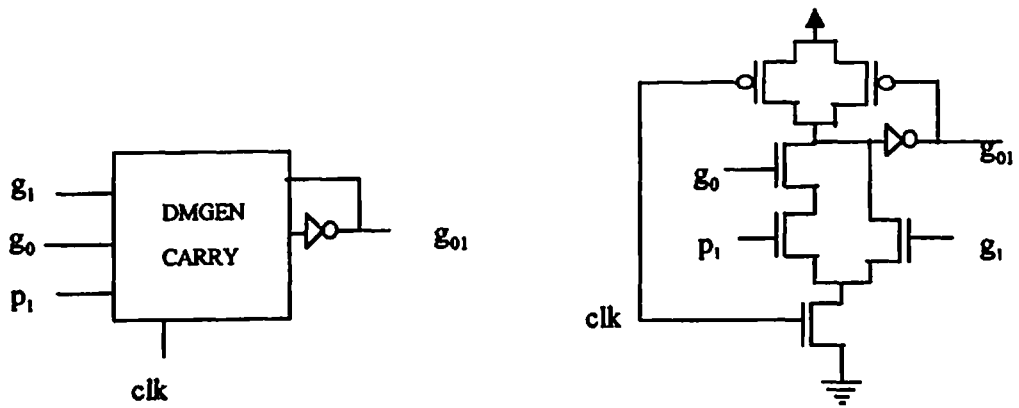 g₁
g₀
p₁
DMGEN
CARRY
g₀₁
clk
g₀
p₁
clk
g₀₁
g₁